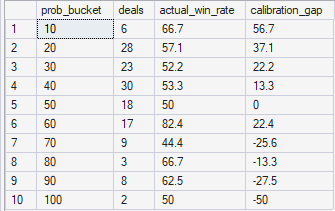 prob_bucket deals actual_win_rate calibration_gap
1 10 6 66.7 56.7
2 20 28 57.1 37.1
3 30 23 52.2 22.2
4 40 30 53.3 13.3
5 50 18 50 0
6 60 17 82.4 22.4
7 70 9 44.4 -25.6
8 80 3 66.7 -13.3
9 90 8 62.5 -27.5
10 100 2 50 -50